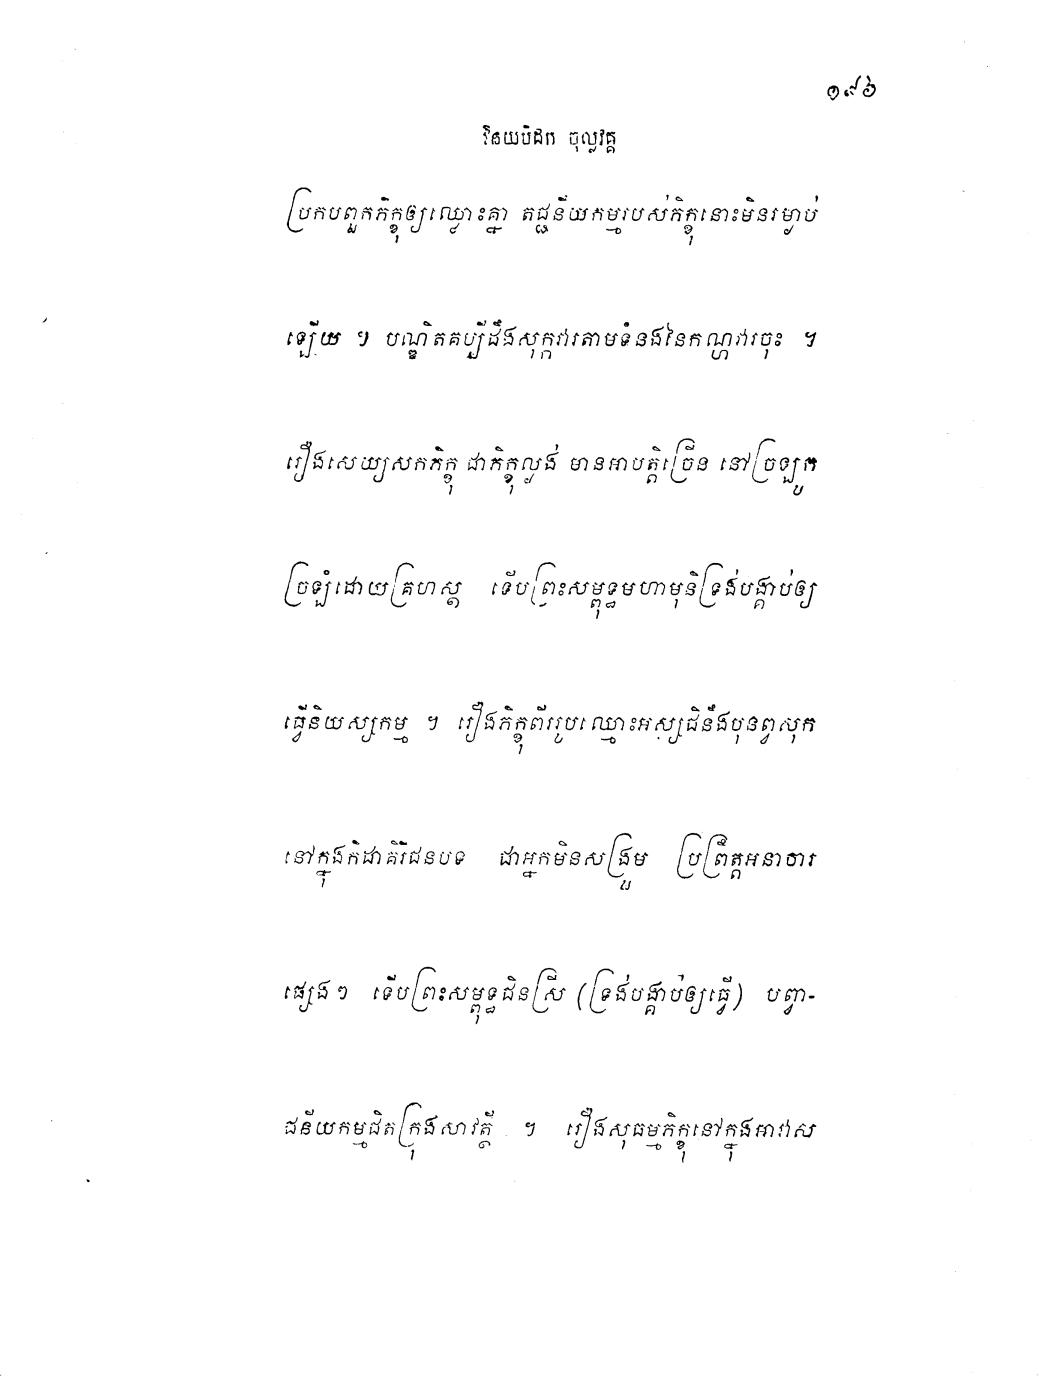 ១៩៦
វិនយបិដក ចុល្លវគ្គ
ប្រកបពួកភិក្ខុឲ្យឈ្លោះគ្នា តជ្ជនីយកម្មរបស់ភិក្ខុនោះមិនរម្ងាប់
ឡើយ ។ បណ្ឌិតគប្បីដឹងសុក្កវារតាមទំនងនៃកណ្ហវារចុះ ។
រឿងសេយ្យសកភិក្ខុ ជាភិក្ខុល្ងង់ មានអាបត្តិច្រើន នៅច្រឡូក
ច្រឡំដោយគ្រហស្ថ ទើបព្រះសម្ពុទ្ធមហាមុនិទ្រង់បង្គាប់ឲ្យ
ធ្វើនិយស្សកម្ម ។ រឿងភិក្ខុពីររូបឈ្មោះអស្សជិនឹងបុនព្វសុក
នៅក្នុងកិដាគិរីជនបទ ជាអ្នកមិនសង្រួម ប្រព្រឹត្តអនាចារ
ផ្សេងៗ ទើបព្រះសម្ពុទ្ធជិនស្រី (ទ្រង់បង្គាប់ឲ្យធ្វើ) បព្វា-
ជនីយកម្មជិតក្រុងសាវត្ថី ។ រឿងសុធម្មភិក្ខុនៅក្នុងអាវាស